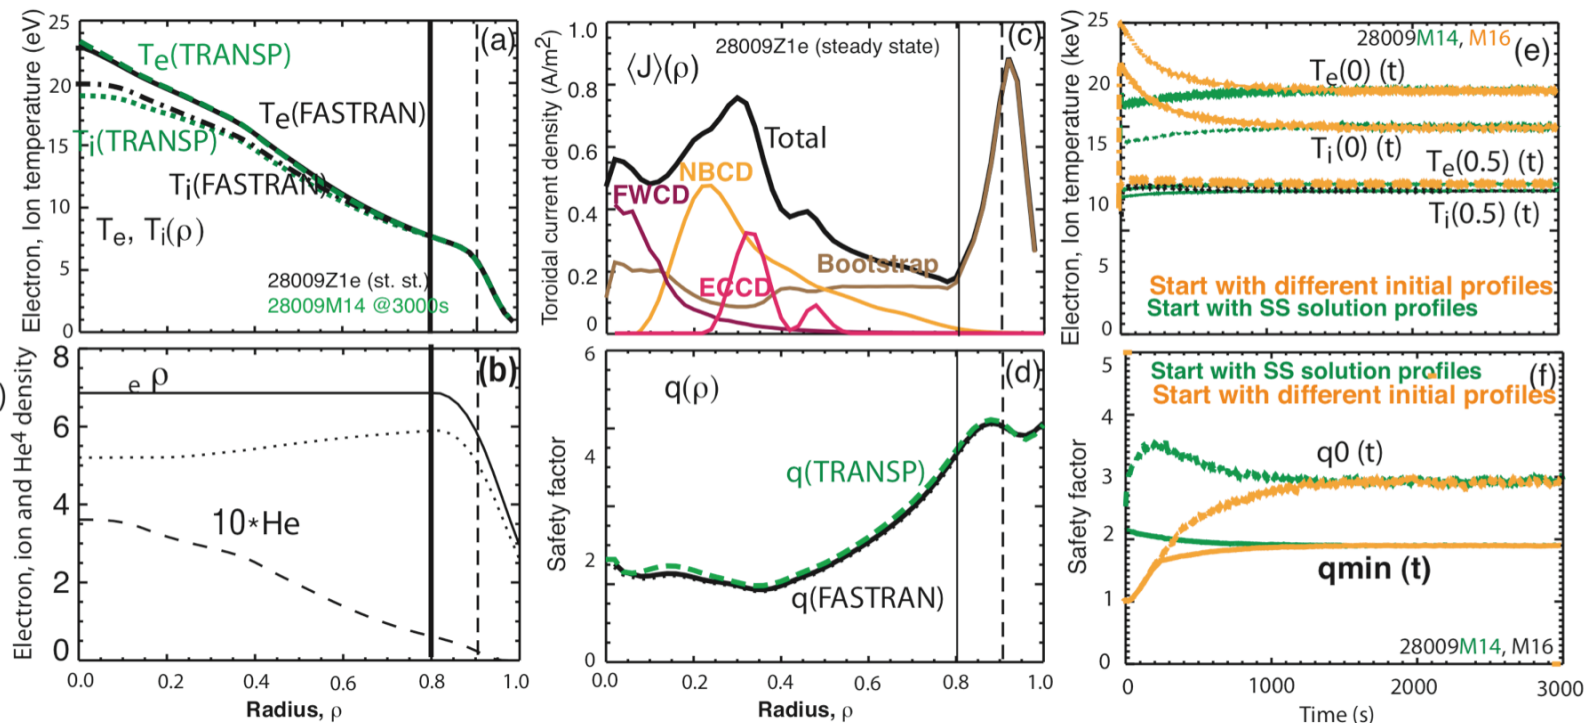 Electron, Ion temperature (eV)
25
20
15
10
5
0
(a)
Te(TRANSP)
Te(FASTRAN)
Ti(TRANSP)
Ti(FASTRAN)
Te, Ti(ρ)
28009Z1e (st. st.)
28009M14 @3000s
Electron, ion and He4 density
8
6
4
2
0
(b)
e ρ
10*He
0.0 0.2 0.4 0.6 0.8 1.0
Radius, ρ
Toroidal current density (A/m2)
1.0
0.8
0.6
0.4
0.2
0
28009Z1e (steady state)
(c)
⟨J⟩(ρ)
Total
NBCD
FWCD
Bootstrap
ECCD
Safety factor
6
4
2
0
(d)
q(ρ)
q(TRANSP)
q(FASTRAN)
0.0 0.2 0.4 0.6 0.8 1.0
Radius, ρ
Electron, Ion temperature (keV)
25
20
15
10
5
0
28009M14, M16
(e)
Te(0) (t)
Ti(0) (t)
Te(0.5) (t)
Ti(0.5) (t)
Start with different initial profiles
Start with SS solution profiles
Safety factor
5
4
3
2
1
0
Start with SS solution profiles
(f)
Start with different initial profiles
q0 (t)
qmin (t)
28009M14, M16
0 1000 2000 3000
Time (s)